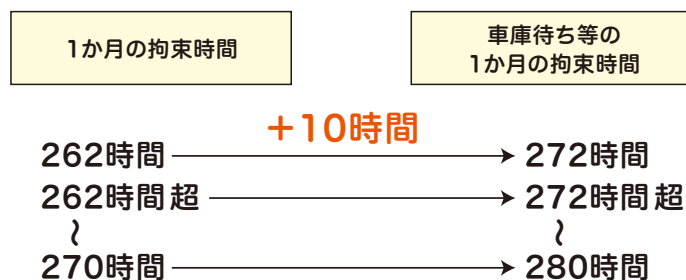 1か月の拘束時間
車庫待ち等の
1か月の拘束時間
+10時間
262時間
272時間
262時間超
272時間超
~
~
270時間
280時間